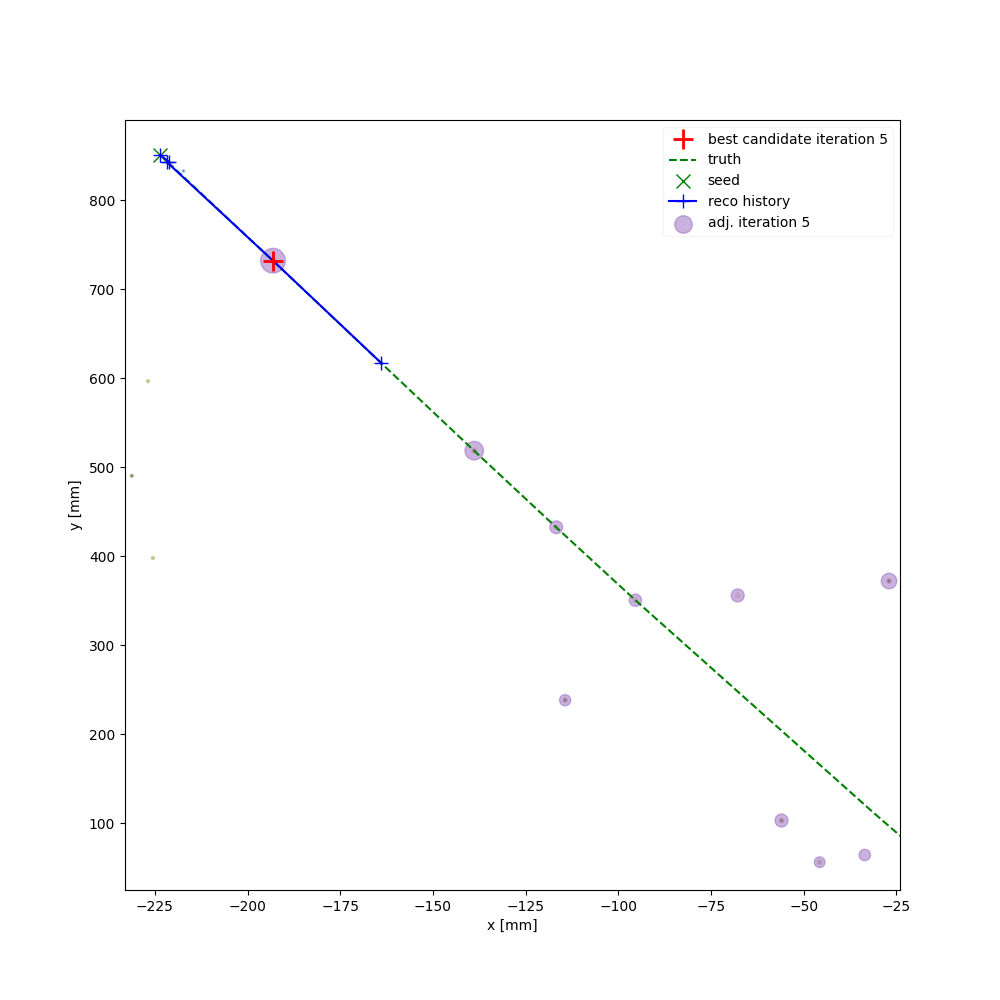 best candidate iteration 5
truth
seed
reco history
adj. iteration 5
800
700
600
500
400
300
200
100
y [mm]
−225 −200 −175 −150 −125 −100 −75 −50 −25
x [mm]